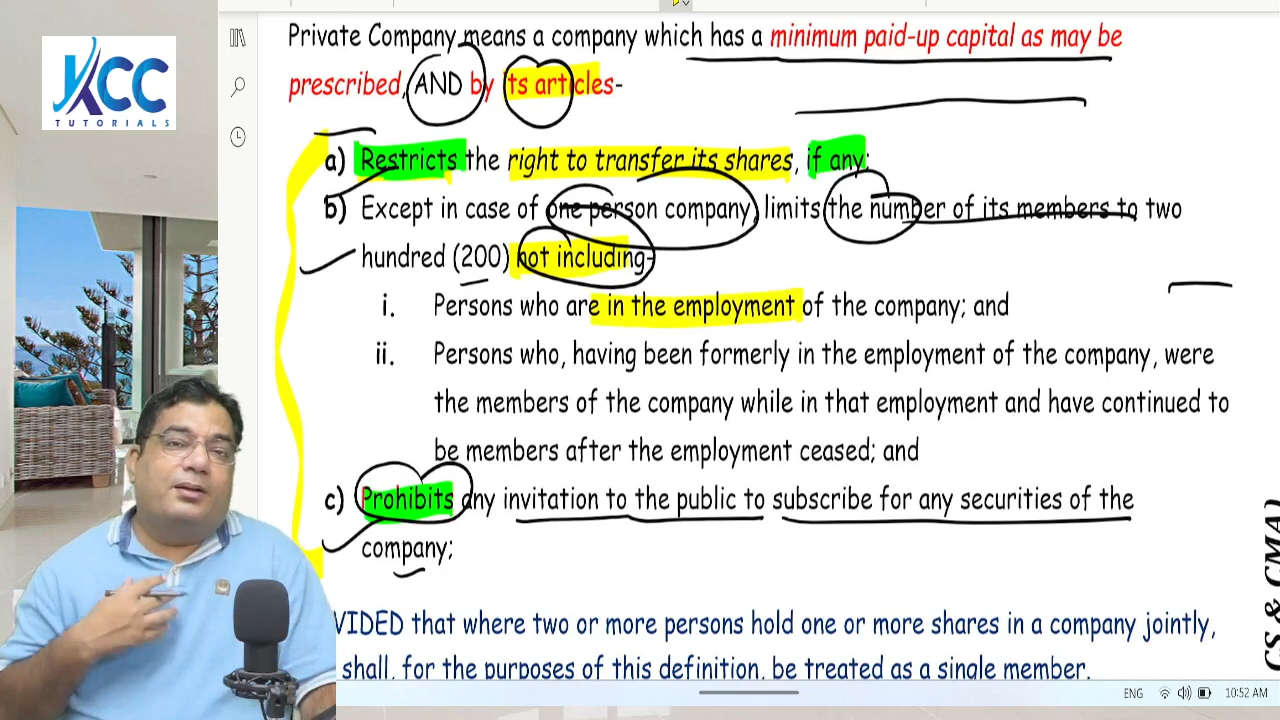 Private Company means a company which has a minimum paid-up capital as may be
prescribed, AND by its articles-
a) Restricts the right to transfer its shares, if any;
b) Except in case of one person company, limits the number of its members to two
hundred (200) not including-
i. Persons who are in the employment of the company; and
ii. Persons who, having been formerly in the employment of the company, were
the members of the company while in that employment and have continued to
be members after the employment ceased; and
c) Prohibits any invitation to the public to subscribe for any securities of the
company;
VIDED that where two or more persons hold one or more shares in a company jointly,
shall, for the purposes of this definition, be treated as a single member.
KCC
TUTORIALS
CS & CMA)
ENG
10:52 AM